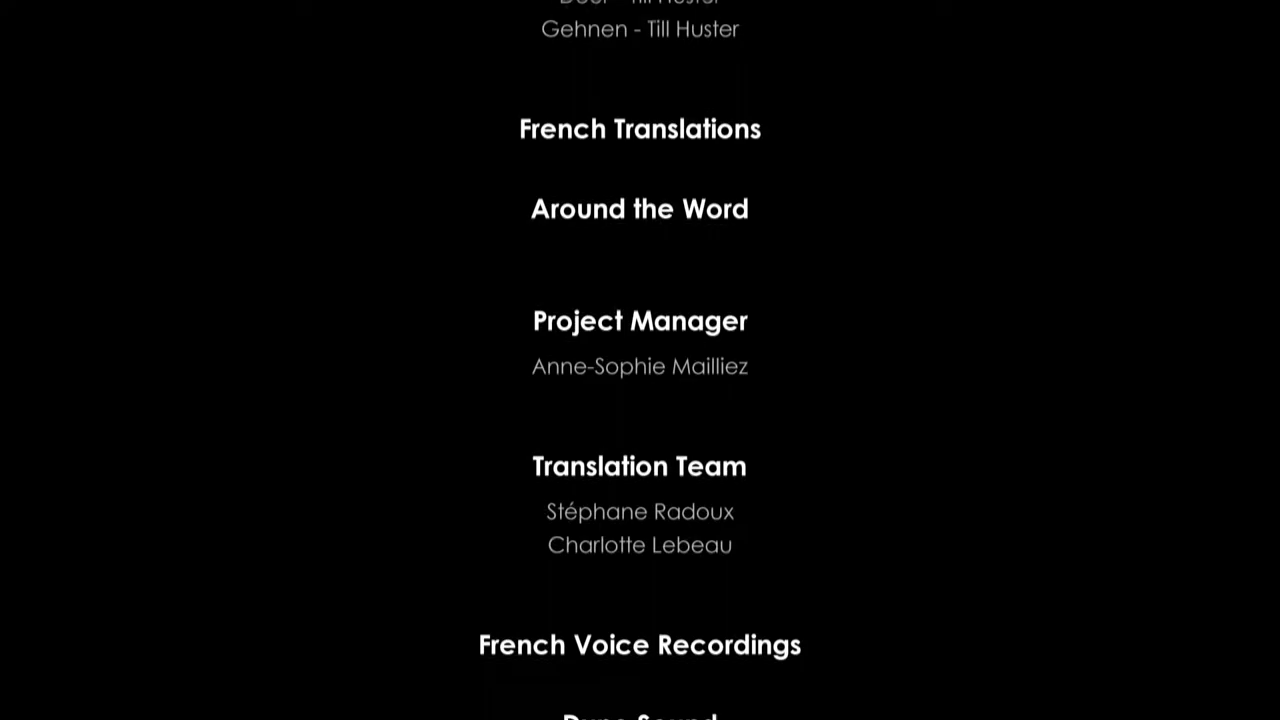 Gehnen - Till Huster
French Translations
Around the Word
Project Manager
Anne-Sophie Mailliez
Translation Team
Stéphane Radoux
Charlotte Lebeau
French Voice Recordings